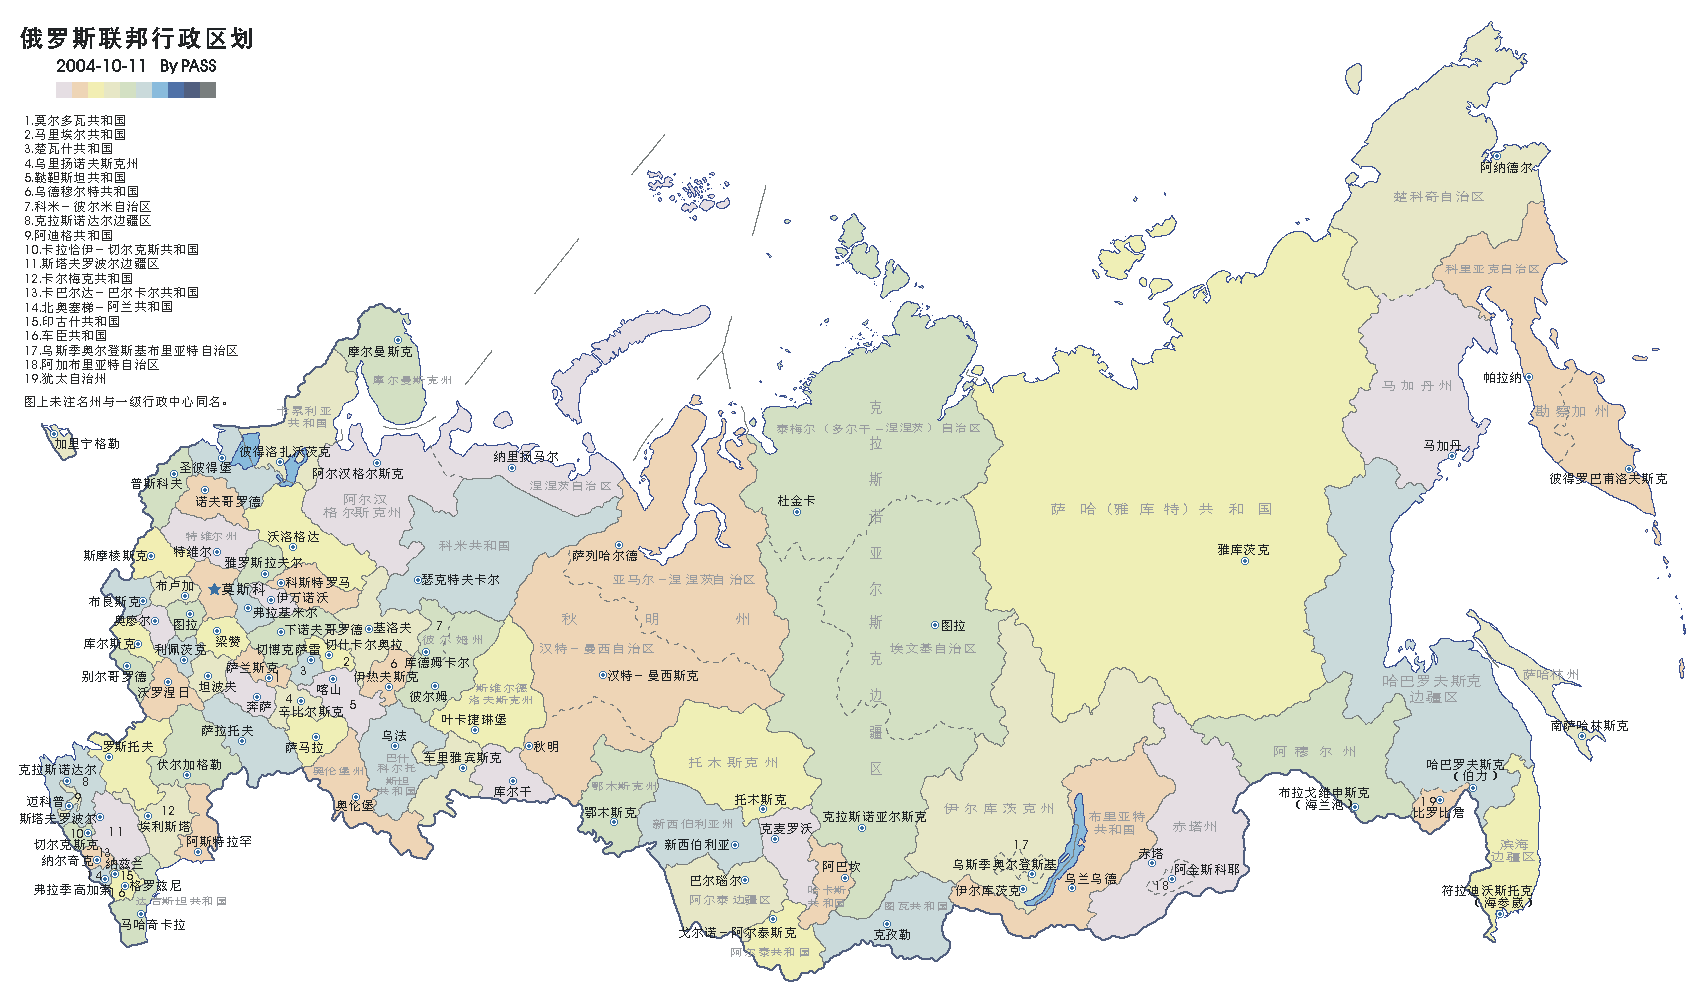 俄罗斯联邦行政区划
2004-10-11 By PASS
1.莫尔多瓦共和国
2.马里埃尔共和国
3.楚瓦什共和国
4.乌里扬诺夫斯克州
5.鞑靼斯坦共和国
6.乌德穆尔特共和国
7.科米－彼尔米自治区
8.克拉斯诺达尔边疆区
9.阿迪格共和国
10.卡拉恰伊－切尔克斯共和国
11.斯塔夫罗波尔边疆区
12.卡尔梅克共和国
13.卡巴尔达－巴尔卡尔共和国
14.北奥塞梯－阿兰共和国
15.印古什共和国
16.车臣共和国
17.乌斯季奥尔登斯基布里亚特自治区
18.阿加布里亚特自治区
19.犹太自治州
图上未注名州与一级行政中心同名。
阿纳德尔
楚科奇自治区
科里亚克自治区
摩尔曼斯克
摩尔曼斯克州
帕拉纳
马加丹州
勘察加州
卡累利亚
共和国
加里宁格勒
彼得洛扎沃茨克
圣彼得堡
普斯科夫
诺夫哥罗德
阿尔汉格尔斯克
纳里扬马尔
涅涅茨自治区
阿尔汉
格尔斯克州
泰梅尔（多尔干－涅涅茨）自治区
克
拉
斯
诺
亚
尔
斯
克
边
疆
区
马加丹
彼得罗巴甫洛夫斯克
杜金卡
萨哈（雅库特）共和国
雅库茨克
特维尔州
特维尔
沃洛格达
斯摩棱斯克
雅罗斯拉夫尔
科米共和国
瑟克特夫卡尔
萨列哈尔德
亚马尔－涅涅茨自治区
布卢加
莫斯科
科斯特罗马
伊万诺沃
布良斯克
弗拉基米尔
奥廖尔
图拉
下诺夫哥罗德
基洛夫
7
彼尔姆州
秋明州
图拉
埃文基自治区
库尔斯克
梁赞
利佩茨克
切博克萨雷
切什卡尔奥拉
2
库德姆卡尔
汉特－曼西自治区
汉特－曼西斯克
别尔哥罗德
萨兰斯克
1
3
6
伊热夫斯克
沃罗涅日
坦波夫
奔萨
喀山
彼尔姆
斯维尔德
洛夫斯克州
4
辛比尔斯克
5
叶卡捷琳堡
萨哈林州
哈巴罗夫斯克
边疆区
南萨哈林斯克
罗斯托夫
萨拉托夫
萨马拉
乌法
秋明
巴什
科尔托
斯坦
共和国
车里雅宾斯克
克拉斯诺达尔
8
伏尔加格勒
奥伦堡州
奥伦堡
库尔干
鄂木斯克州
鄂木斯克
托木斯克州
托木斯克
阿穆尔州
哈巴罗夫斯克
（伯力）
迈科普
9
斯塔夫罗波尔
10
11
12
埃利斯塔
切尔克斯克
阿斯特拉罕
新西伯利亚州
新西伯利亚
克麦罗沃
克拉斯诺亚尔斯克
伊尔库茨克州
布里亚特
共和国
赤塔州
布拉戈维申斯克
（海兰泡）
19
比罗比詹
纳尔奇克
13
纳兹兰
15
格罗兹尼
弗拉季高加索
达吉斯坦共和国
马哈奇卡拉
巴尔瑙尔
阿尔泰边疆区
阿巴坎
哈卡斯
共和国
17
乌斯季奥尔登斯基
伊尔库茨克
乌兰乌德
赤塔
阿金斯科耶
18
滨海
边疆区
符拉迪沃斯托克
（海参崴）
图瓦共和国
克孜勒
戈尔诺－阿尔泰斯克
阿尔泰共和国